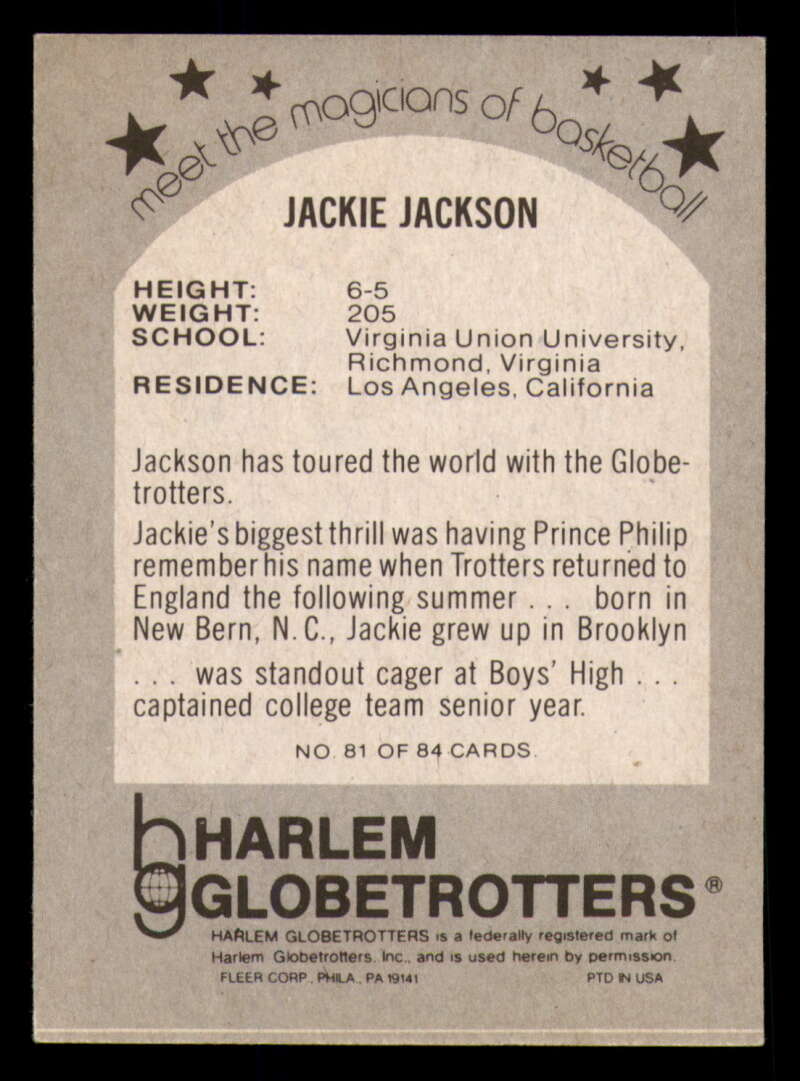 meet the magicians of basketball
JACKIE JACKSON
HEIGHT: 6-5
WEIGHT: 205
SCHOOL: Virginia Union University,
Richmond, Virginia
RESIDENCE: Los Angeles, California
Jackson has toured the world with the Globe-
trotters.
Jackie's biggest thrill was having Prince Philip
remember his name when Trotters returned to
England the following summer . . . born in
New Bern, N.C., Jackie grew up in Brooklyn
. . . was standout cager at Boys' High . . .
captained college team senior year.
NO. 81 OF 84 CARDS.
hg HARLEM
GLOBETROTTERS®
HARLEM GLOBETROTTERS is a federally registered mark of
Harlem Globetrotters, Inc., and is used herein by permission.
FLEER CORP., PHILA., PA 19141 PTD IN USA